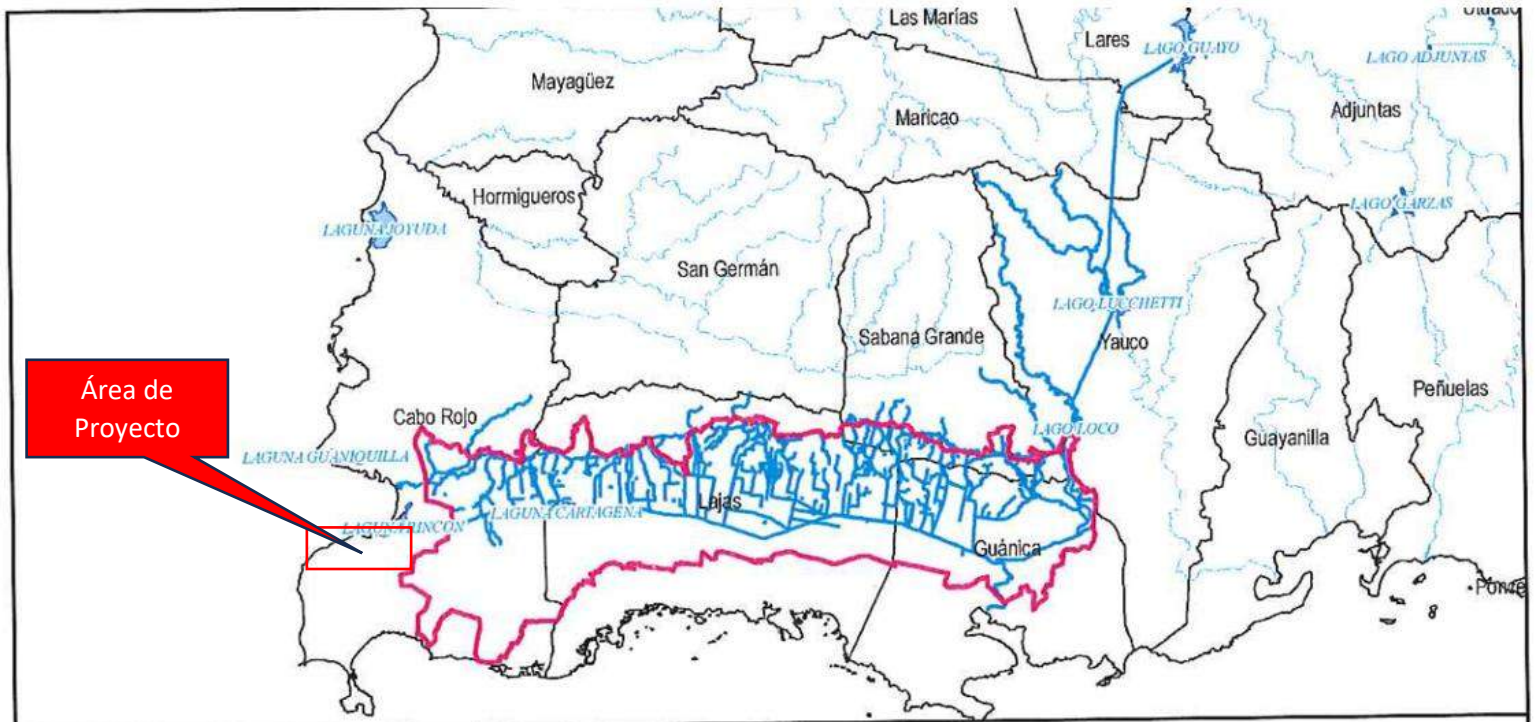 Las Marías
Utuado
Lares
LAGO GUAYO
LAGO ADJUNTAS
Mayagüez
Maricao
Adjuntas
Hormigueros
LAGO GARZAS
LAGUNA JOYUDA
San Germán
LAGO LUCCHETTI
Sabana Grande
Yauco
Área de
Proyecto
Peñuelas
Cabo Rojo
LAGO LOCO
Guayanilla
LAGUNA GUANIQUILLA
Lajas
LAGUNA CARTAGENA
LAGUNA RINCON
Guánica
Ponce